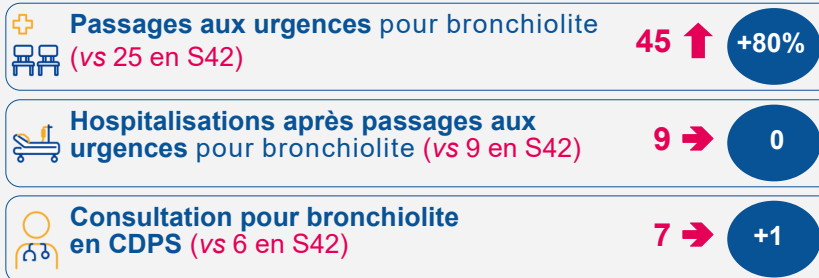 Passages aux urgences pour bronchiolite
(vs 25 en S42)
45
+80%
Hospitalisations après passages aux
urgences pour bronchiolite (vs 9 en S42)
9
0
Consultation pour bronchiolite
en CDPS (vs 6 en S42)
7
+1